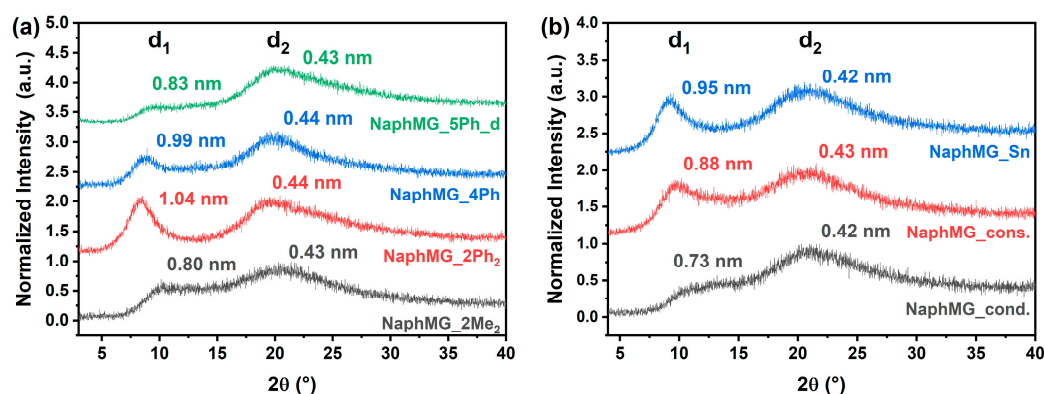 (a)
d₁ d₂
5.0
4.5
4.0
3.5
3.0
2.5
2.0
1.5
1.0
0.5
0.0
Normalized Intensity (a.u.)
0.83 nm 0.43 nm
NaphMG_5Ph_d
0.99 nm 0.44 nm
NaphMG_4Ph
1.04 nm 0.44 nm
NaphMG_2Ph₂
0.80 nm 0.43 nm
NaphMG_2Me₂
5 10 15 20 25 30 35 40
2θ (°)
(b)
d₁ d₂
4.0
3.5
3.0
2.5
2.0
1.5
1.0
0.5
0.0
Normalized Intensity (a.u.)
0.95 nm 0.42 nm
NaphMG_Sn
0.88 nm 0.43 nm
NaphMG_cons.
0.73 nm 0.42 nm
NaphMG_cond.
5 10 15 20 25 30 35 40
2θ (°)